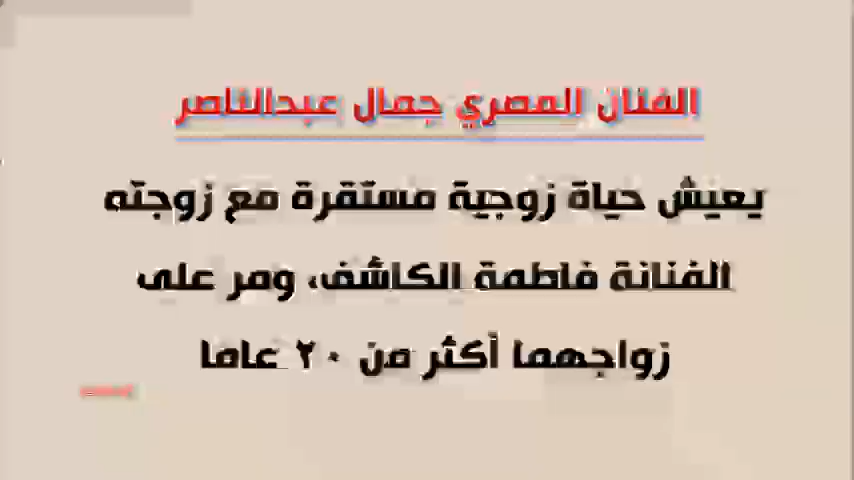 الفنان المصري جمال عبدالناصر
يعيش حياة زوجية مستقرة مع زوجته
الفنانة فاطمة الكاشف، ومر على
زواجهما أكثر من ٢٠ عاما